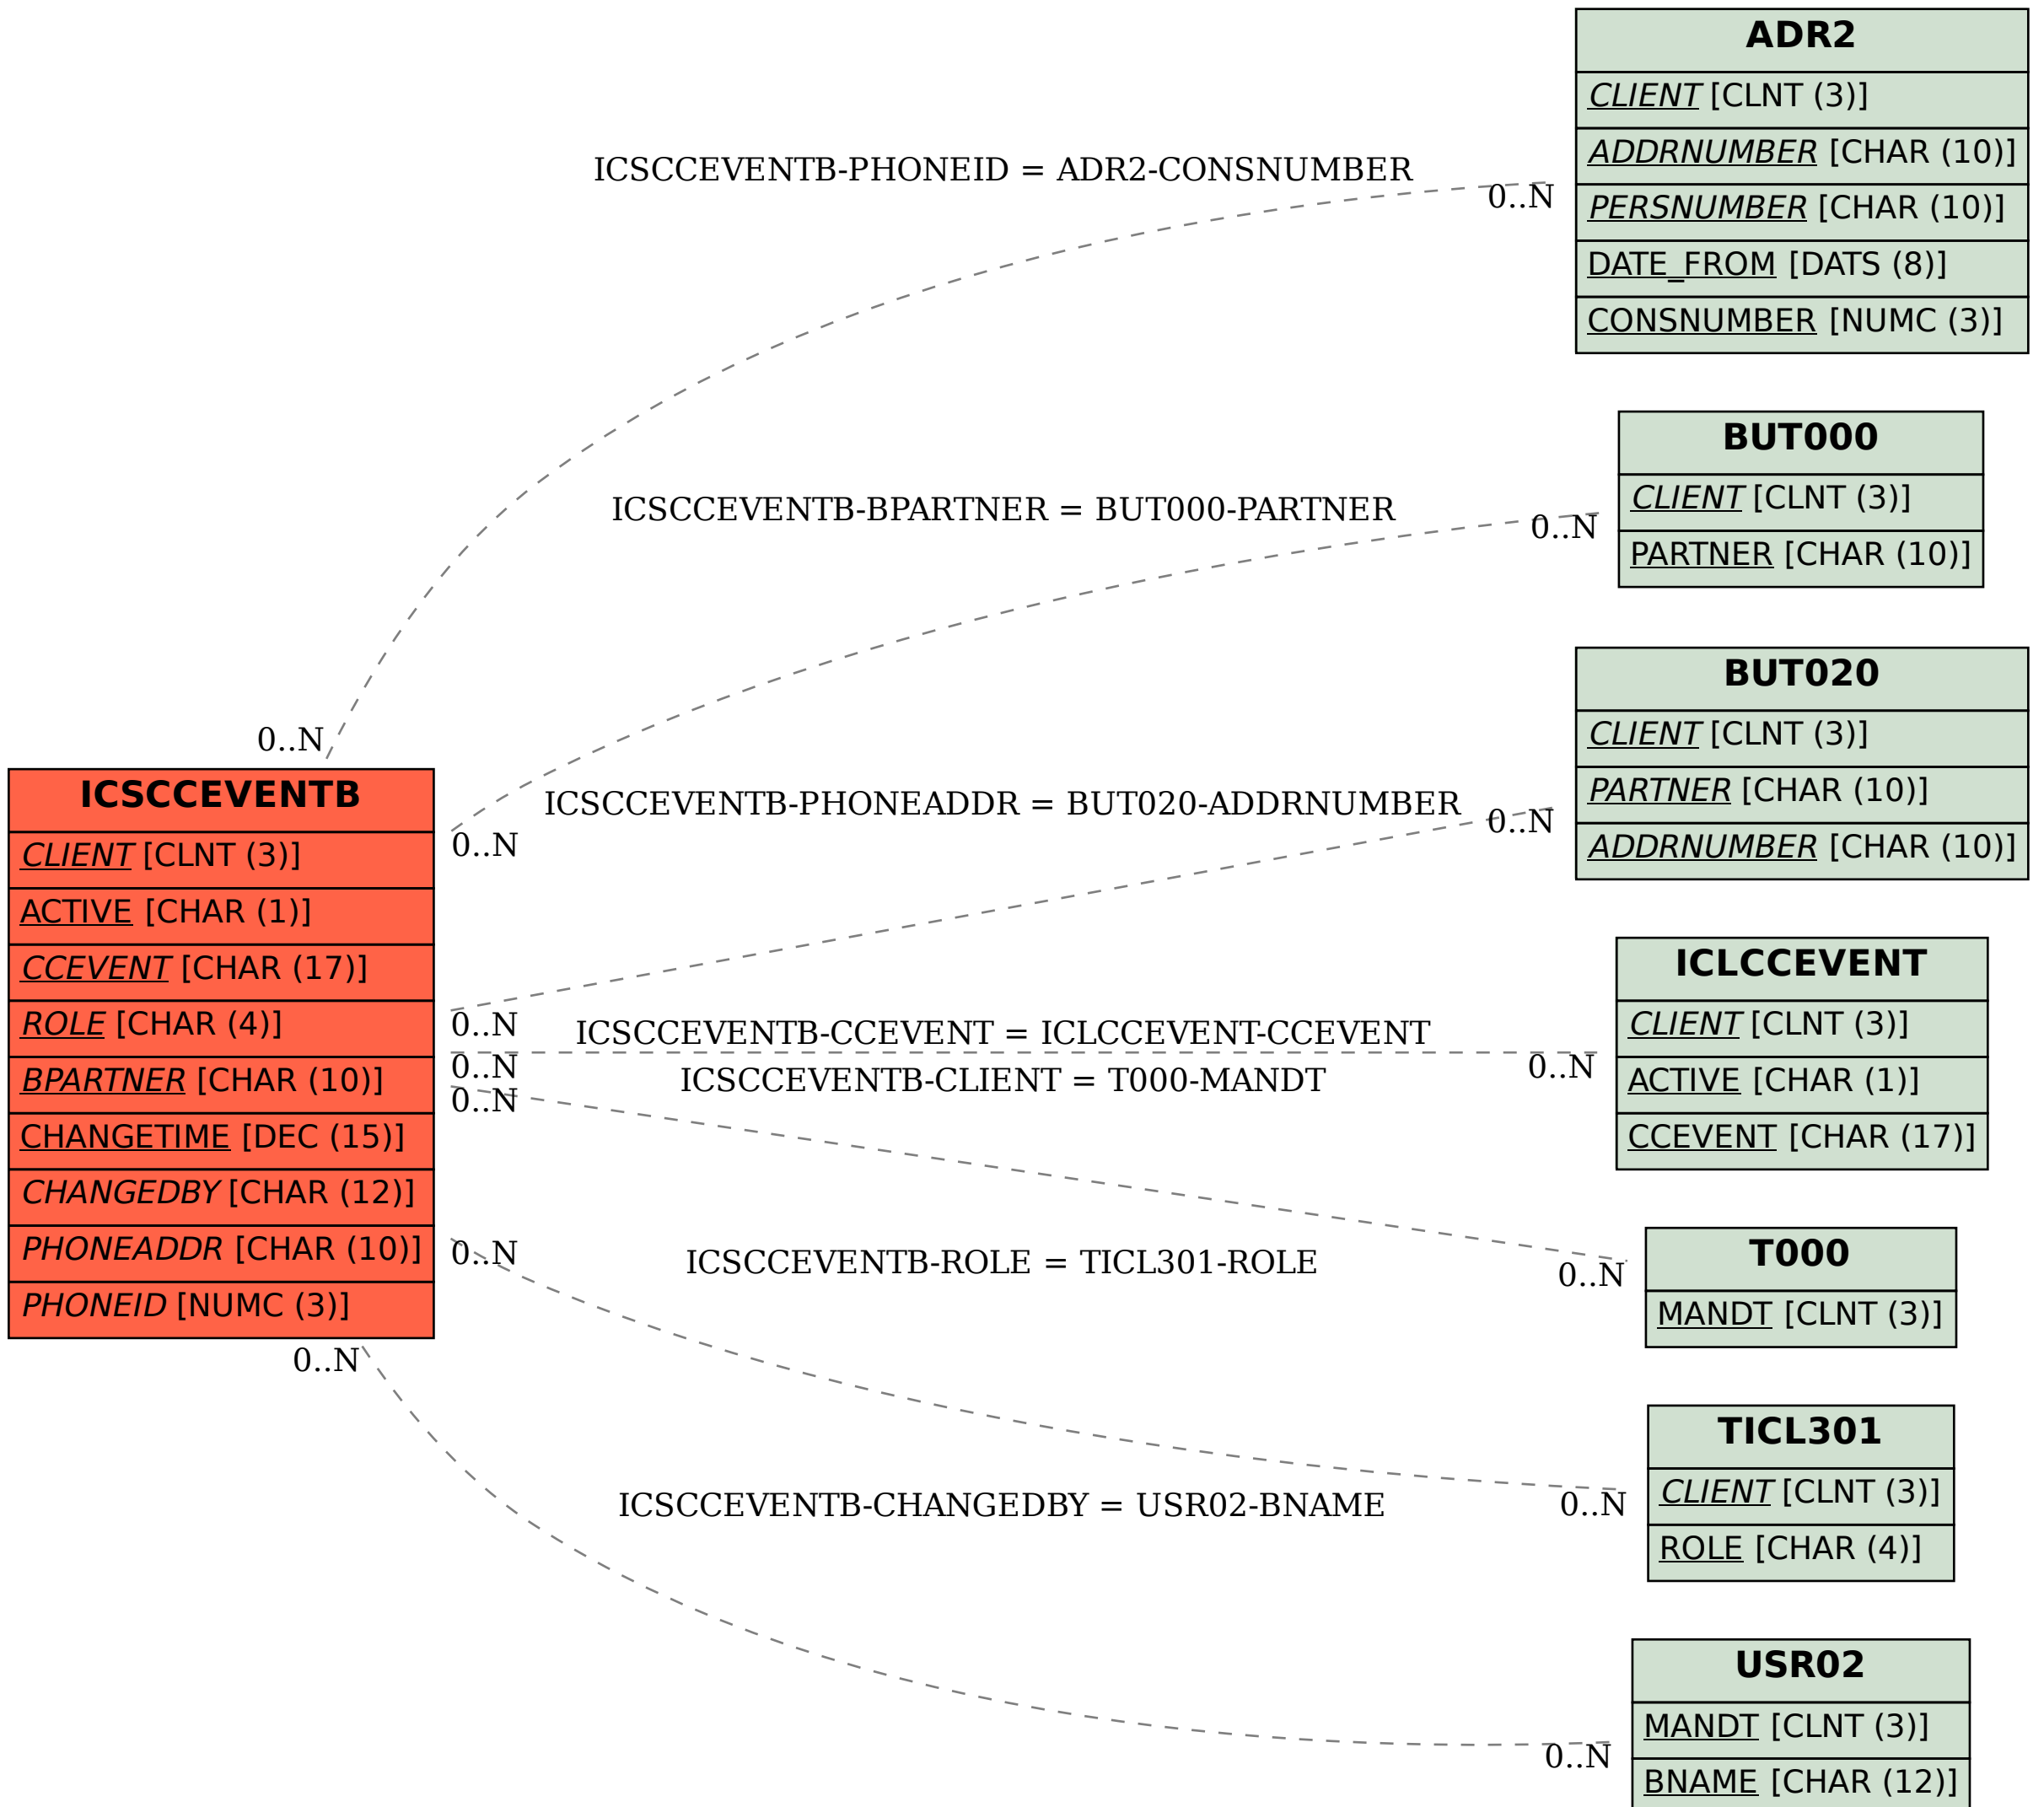 ADR2
CLIENT [CLNT (3)]
ADDRNUMBER [CHAR (10)]
PERSNUMBER [CHAR (10)]
DATE_FROM [DATS (8)]
CONSNUMBER [NUMC (3)]
ICSCCEVENTB-PHONEID = ADR2-CONSNUMBER
0..N
0..N
BUT000
CLIENT [CLNT (3)]
PARTNER [CHAR (10)]
ICSCCEVENTB-BPARTNER = BUT000-PARTNER
0..N
0..N
BUT020
CLIENT [CLNT (3)]
PARTNER [CHAR (10)]
ADDRNUMBER [CHAR (10)]
ICSCCEVENTB-PHONEADDR = BUT020-ADDRNUMBER
0..N
0..N
ICSCCEVENTB
CLIENT [CLNT (3)]
ACTIVE [CHAR (1)]
CCEVENT [CHAR (17)]
ROLE [CHAR (4)]
BPARTNER [CHAR (10)]
CHANGETIME [DEC (15)]
CHANGEDBY [CHAR (12)]
PHONEADDR [CHAR (10)]
PHONEID [NUMC (3)]
ICLCCEVENT
CLIENT [CLNT (3)]
ACTIVE [CHAR (1)]
CCEVENT [CHAR (17)]
ICSCCEVENTB-CCEVENT = ICLCCEVENT-CCEVENT
0..N
0..N
ICSCCEVENTB-CLIENT = T000-MANDT
0..N
0..N
T000
MANDT [CLNT (3)]
ICSCCEVENTB-ROLE = TICL301-ROLE
0..N
0..N
TICL301
CLIENT [CLNT (3)]
ROLE [CHAR (4)]
ICSCCEVENTB-CHANGEDBY = USR02-BNAME
0..N
0..N
USR02
MANDT [CLNT (3)]
BNAME [CHAR (12)]